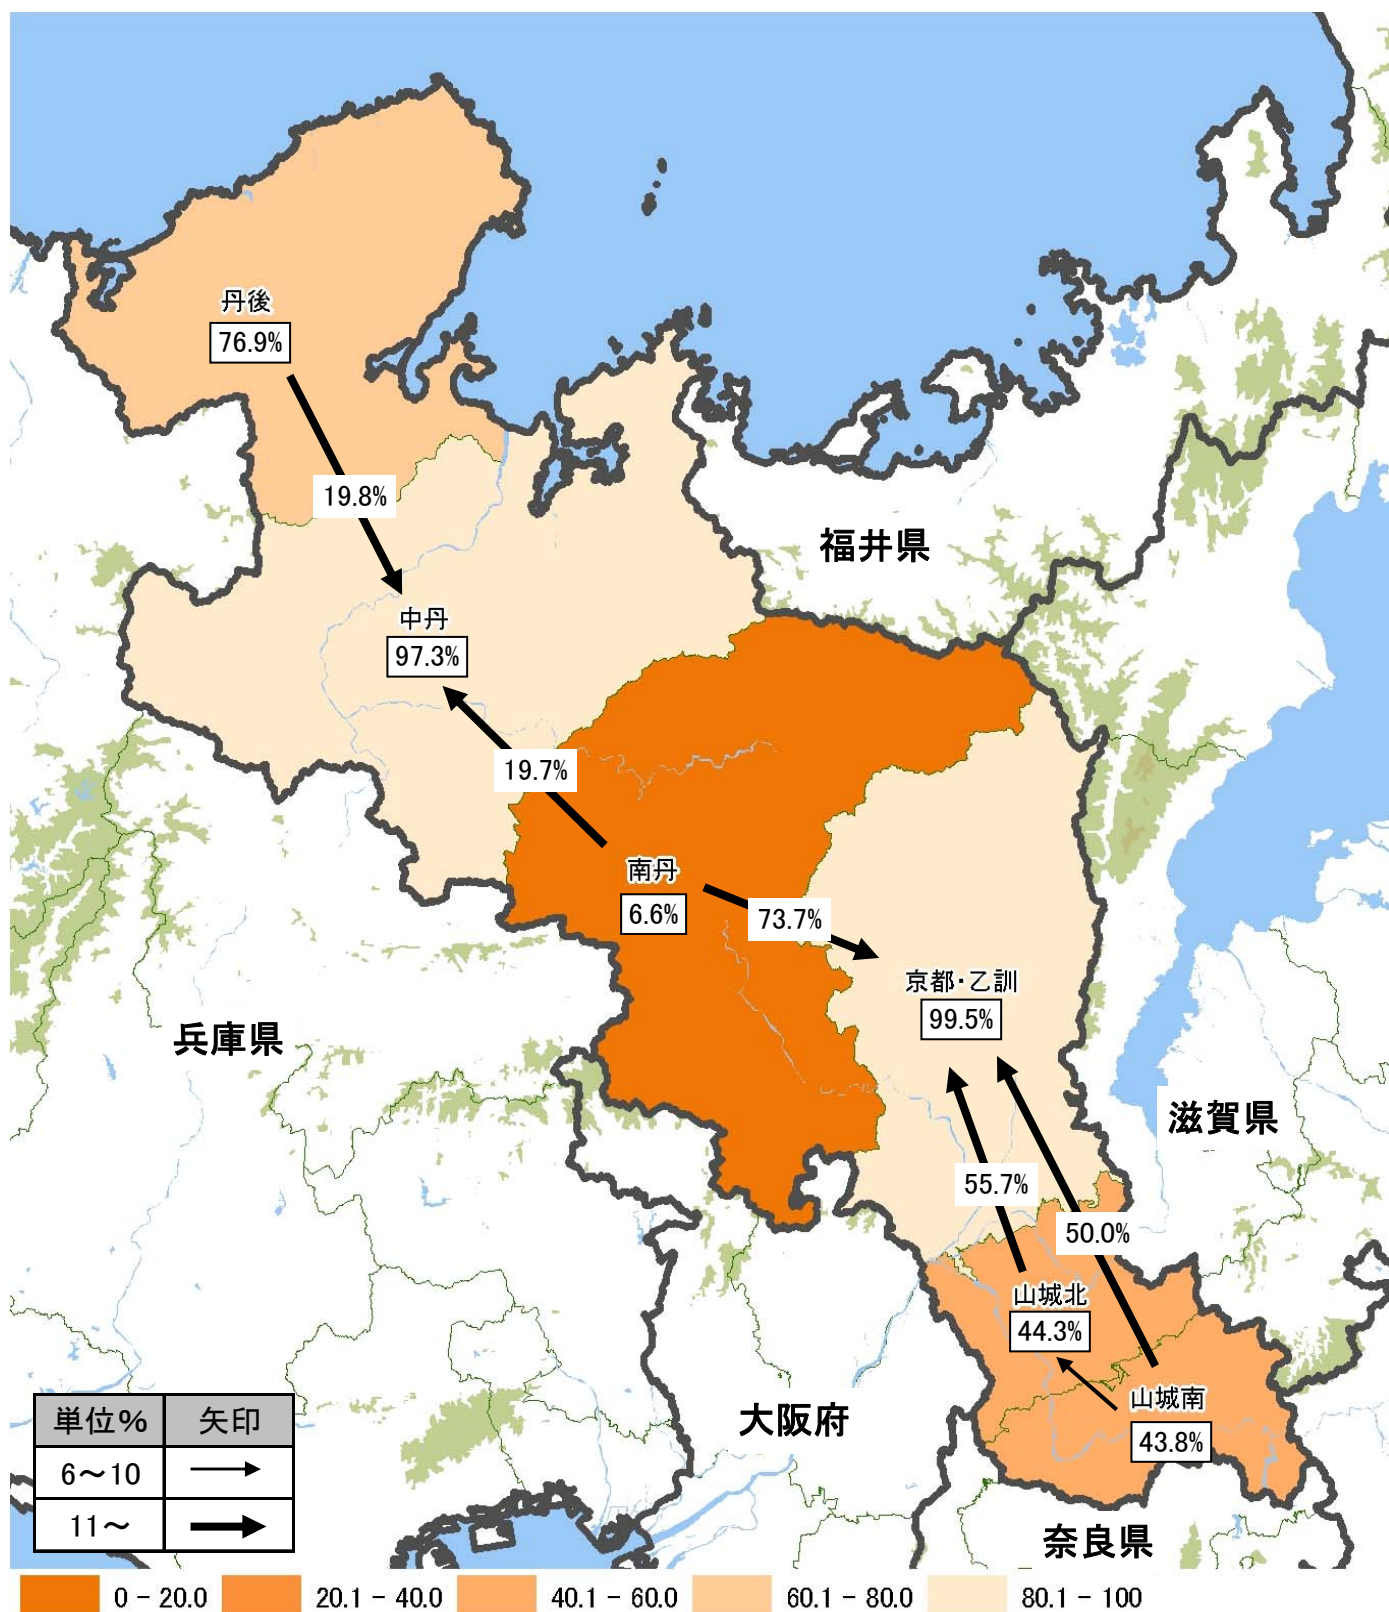 丹後
76.9%
19.8%
福井県
中丹
97.3%
19.7%
南丹
6.6%
73.7%
京都・乙訓
99.5%
兵庫県
滋賀県
55.7%
50.0%
山城北
44.3%
山城南
43.8%
大阪府
奈良県
単位% 矢印
6～10
11～
0 - 20.0 20.1 - 40.0 40.1 - 60.0 60.1 - 80.0 80.1 - 100